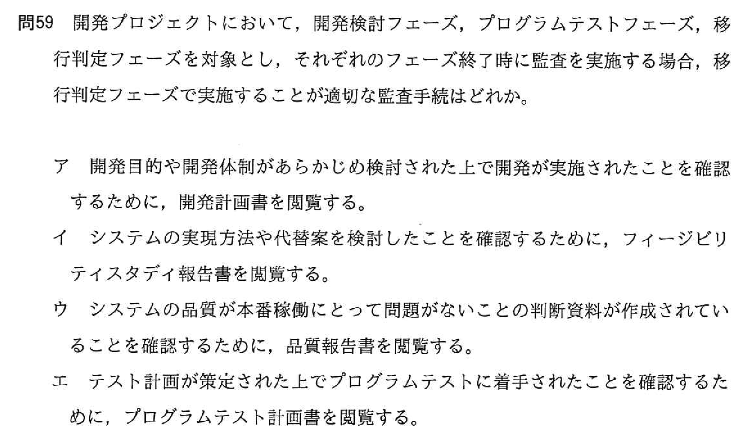 問59 開発プロジェクトにおいて，開発検討フェーズ，プログラムテストフェーズ，移
行判定フェーズを対象とし，それぞれのフェーズ終了時に監査を実施する場合，移
行判定フェーズで実施することが適切な監査手続はどれか。
ア 開発目的や開発体制があらかじめ検討された上で開発が実施されたことを確認
するために，開発計画書を閲覧する。
イ システムの実現方法や代替案を検討したことを確認するために，フィージビリ
ティスタディ報告書を閲覧する。
ウ システムの品質が本番稼働にとって問題がないことの判断資料が作成されてい
ることを確認するために，品質報告書を閲覧する。
エ テスト計画が策定された上でプログラムテストに着手されたことを確認するた
めに，プログラムテスト計画書を閲覧する。